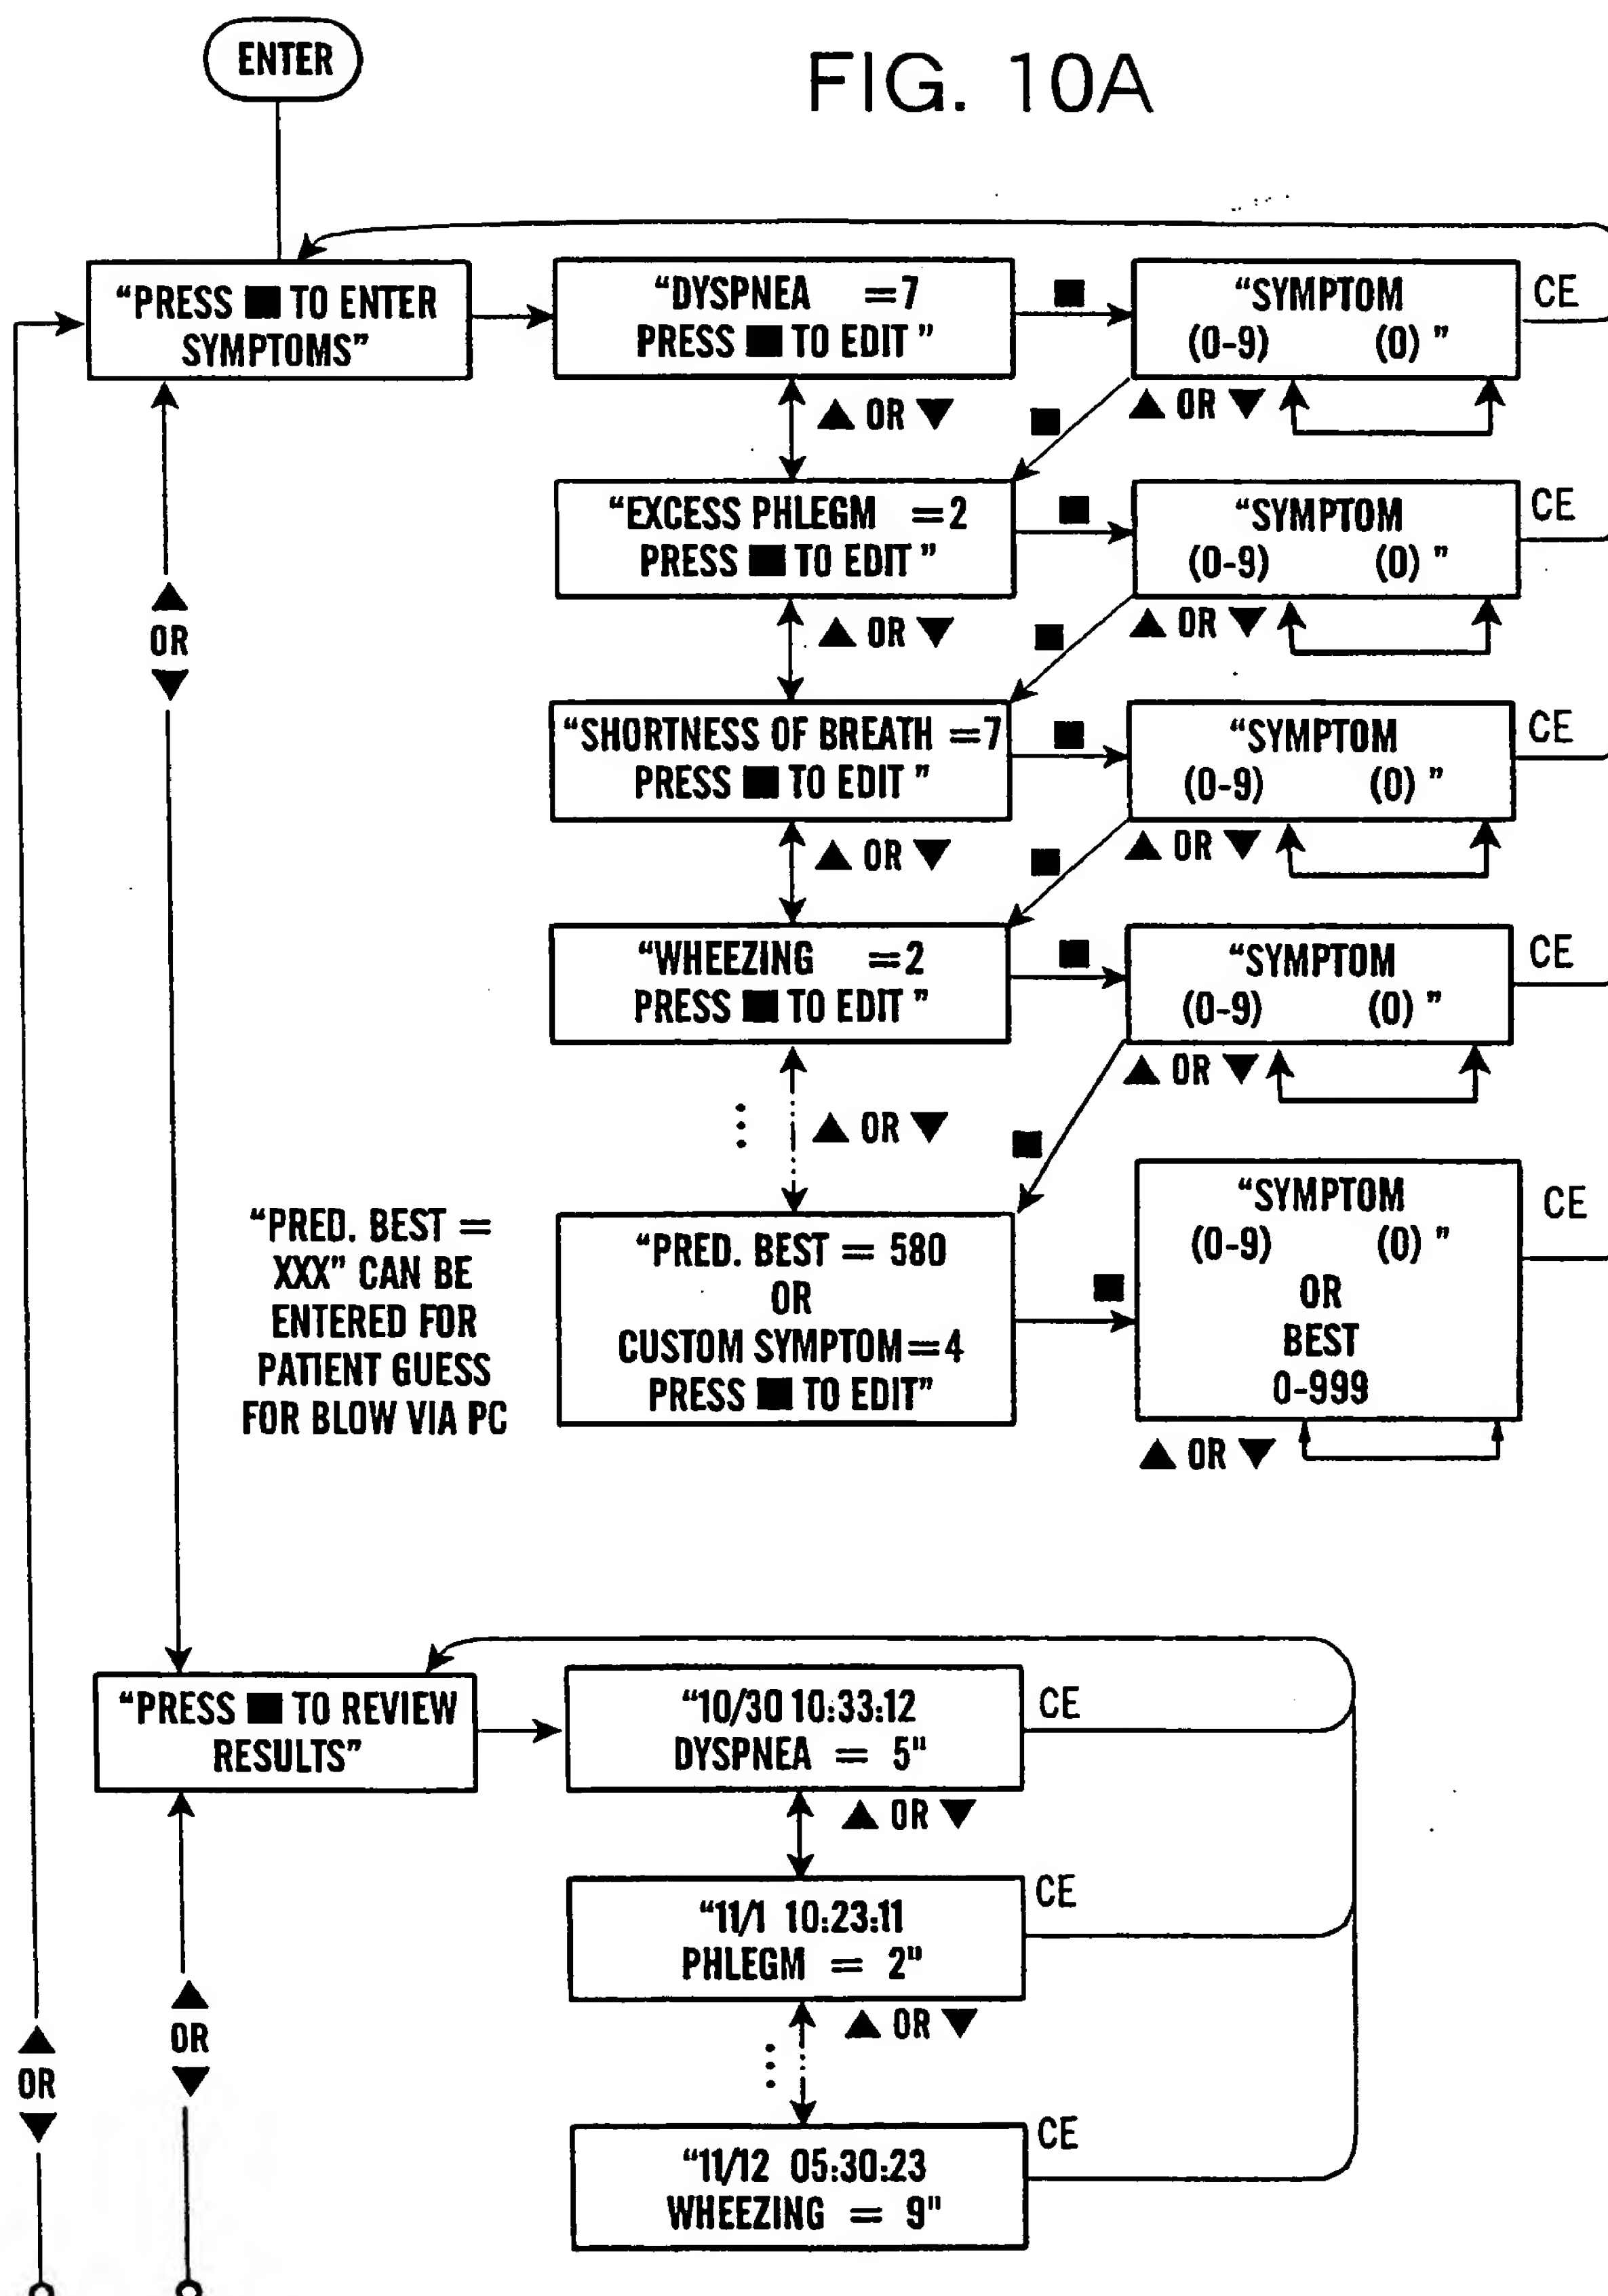 ENTER
FIG. 10A
“PRESS ■ TO ENTER
SYMPTOMS”
“DYSPNEA =7
PRESS ■ TO EDIT ”
■
“SYMPTOM
(0-9) (0) ”
CE
▲ OR ▼
■
▲ OR ▼
“EXCESS PHLEGM =2
PRESS ■ TO EDIT ”
■
“SYMPTOM
(0-9) (0) ”
CE
▲
OR
▼
▲ OR ▼
■
▲ OR ▼
“SHORTNESS OF BREATH =7
PRESS ■ TO EDIT ”
■
“SYMPTOM
(0-9) (0) ”
CE
▲ OR ▼
■
▲ OR ▼
“WHEEZING =2
PRESS ■ TO EDIT ”
■
“SYMPTOM
(0-9) (0) ”
CE
▲ OR ▼
■
▲ OR ▼
“PRED. BEST =
XXX” CAN BE
ENTERED FOR
PATIENT GUESS
FOR BLOW VIA PC
“PRED. BEST = 580
OR
CUSTOM SYMPTOM=4
PRESS ■ TO EDIT”
■
“SYMPTOM
(0-9) (0) ”
OR
BEST
0-999
CE
▲ OR ▼
“PRESS ■ TO REVIEW
RESULTS”
“10/30 10:33:12
DYSPNEA = 5"
CE
▲ OR ▼
“11/1 10:23:11
PHLEGM = 2"
CE
▲ OR ▼
▲
OR
▼
▲
OR
▼
“11/12 05:30:23
WHEEZING = 9"
CE